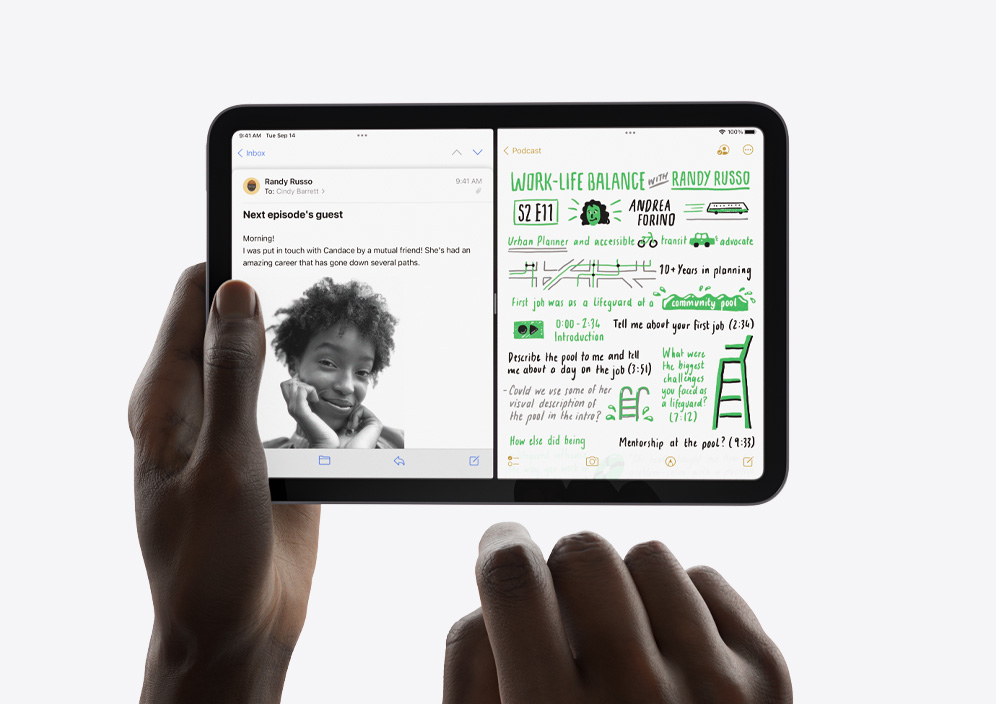 9:41 AM Tue Sep 14
Inbox
Randy Russo
9:41 AM
To: Cindy Barrett
Next episode's guest
Morning!
I was put in touch with Candace by a mutual friend! She's had an
amazing career that has gone down several paths.
100%
Podcast
WORK-LIFE BALANCE WITH RANDY RUSSO
S2 E11
ANDREA
FORINO
Urban Planner and accessible transit advocate
10+ Years in planning
First job was as a lifeguard at a community pool
0:00 - 2:34
Introduction
Tell me about your first job (2:34)
Describe the pool to me and tell
me about a day on the job (3:51)
- Could we use some of her
visual description of
the pool in the intro?
What were
the biggest
challenges
you faced as
a lifeguard?
(7:12)
How else did being
Mentorship at the pool? (9:33)